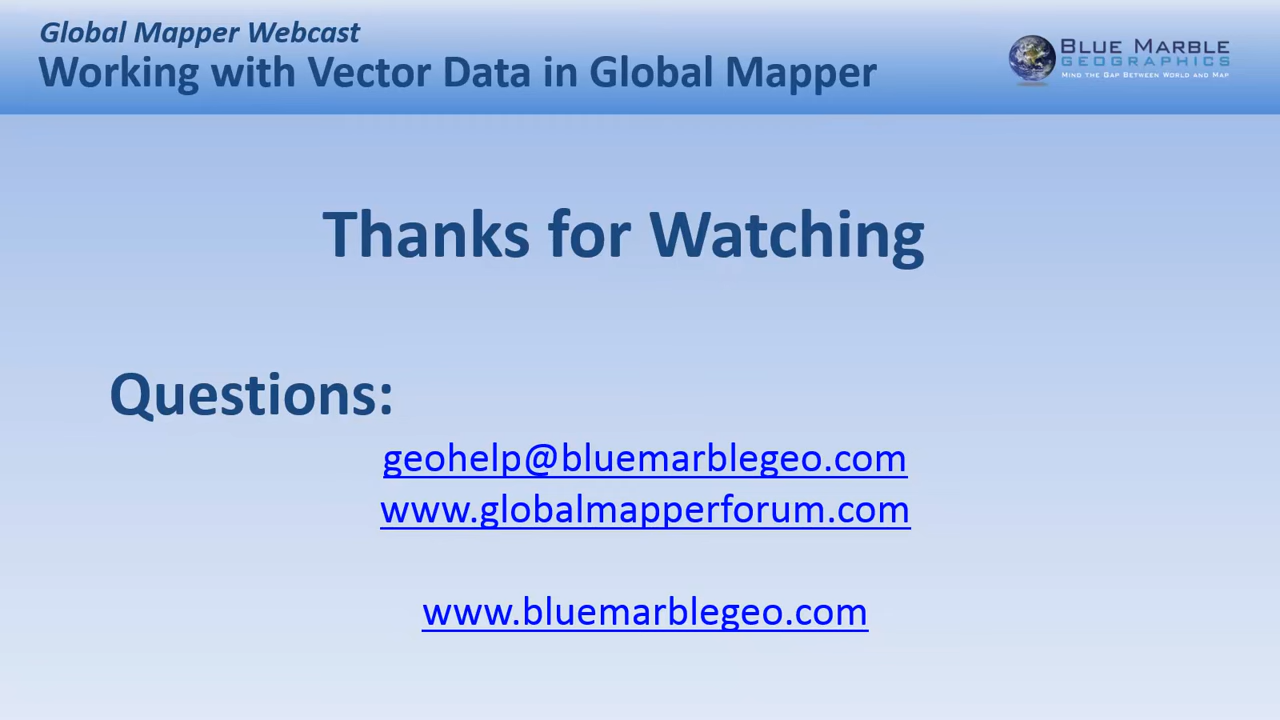 Global Mapper Webcast
Working with Vector Data in Global Mapper
BLUE MARBLE
GEOGRAPHICS
MIND THE GAP BETWEEN WORLD AND MAP
Thanks for Watching
Questions:
geohelp@bluemarblegeo.com
www.globalmapperforum.com
www.bluemarblegeo.com